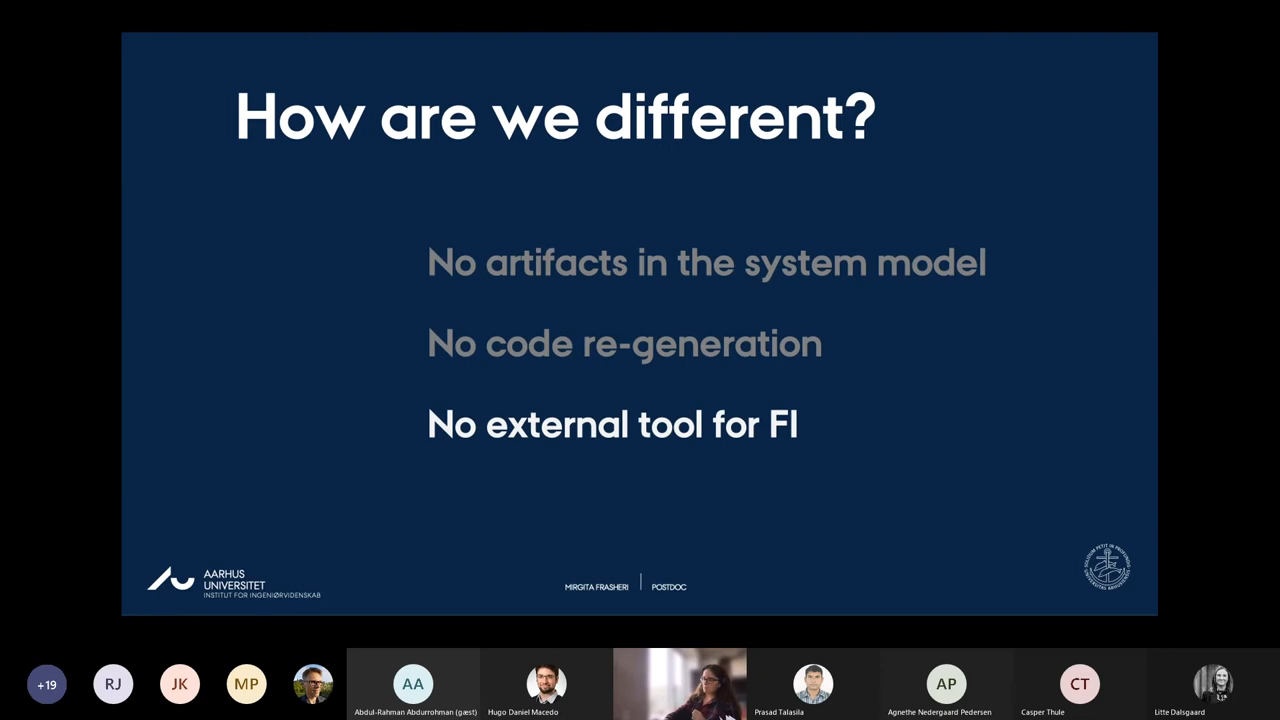 How are we different?
No artifacts in the system model
No code re-generation
No external tool for FI
AARHUS
UNIVERSITET
INSTITUT FOR INGENIØRVIDENSKAB
MIRGITA FRASHERI
POSTDOC
+19
RJ
JK
MP
AA
AP
CT
Abdul-Rahman Abdurrohman (gæst)
Hugo Daniel Macedo
Prasad Talasila
Agnethe Nedergaard Pedersen
Casper Thule
Litte Dalsgaard